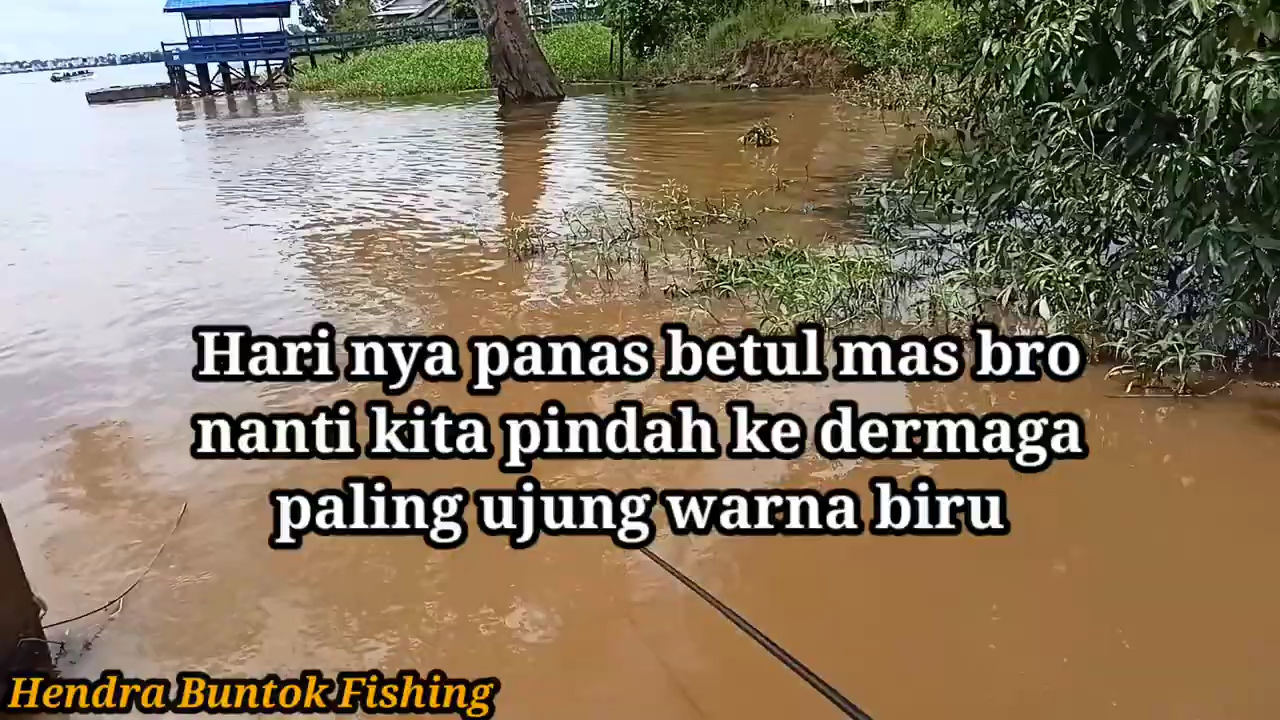 Hari nya panas betul mas bro
nanti kita pindah ke dermaga
paling ujung warna biru
Hendra Buntok Fishing